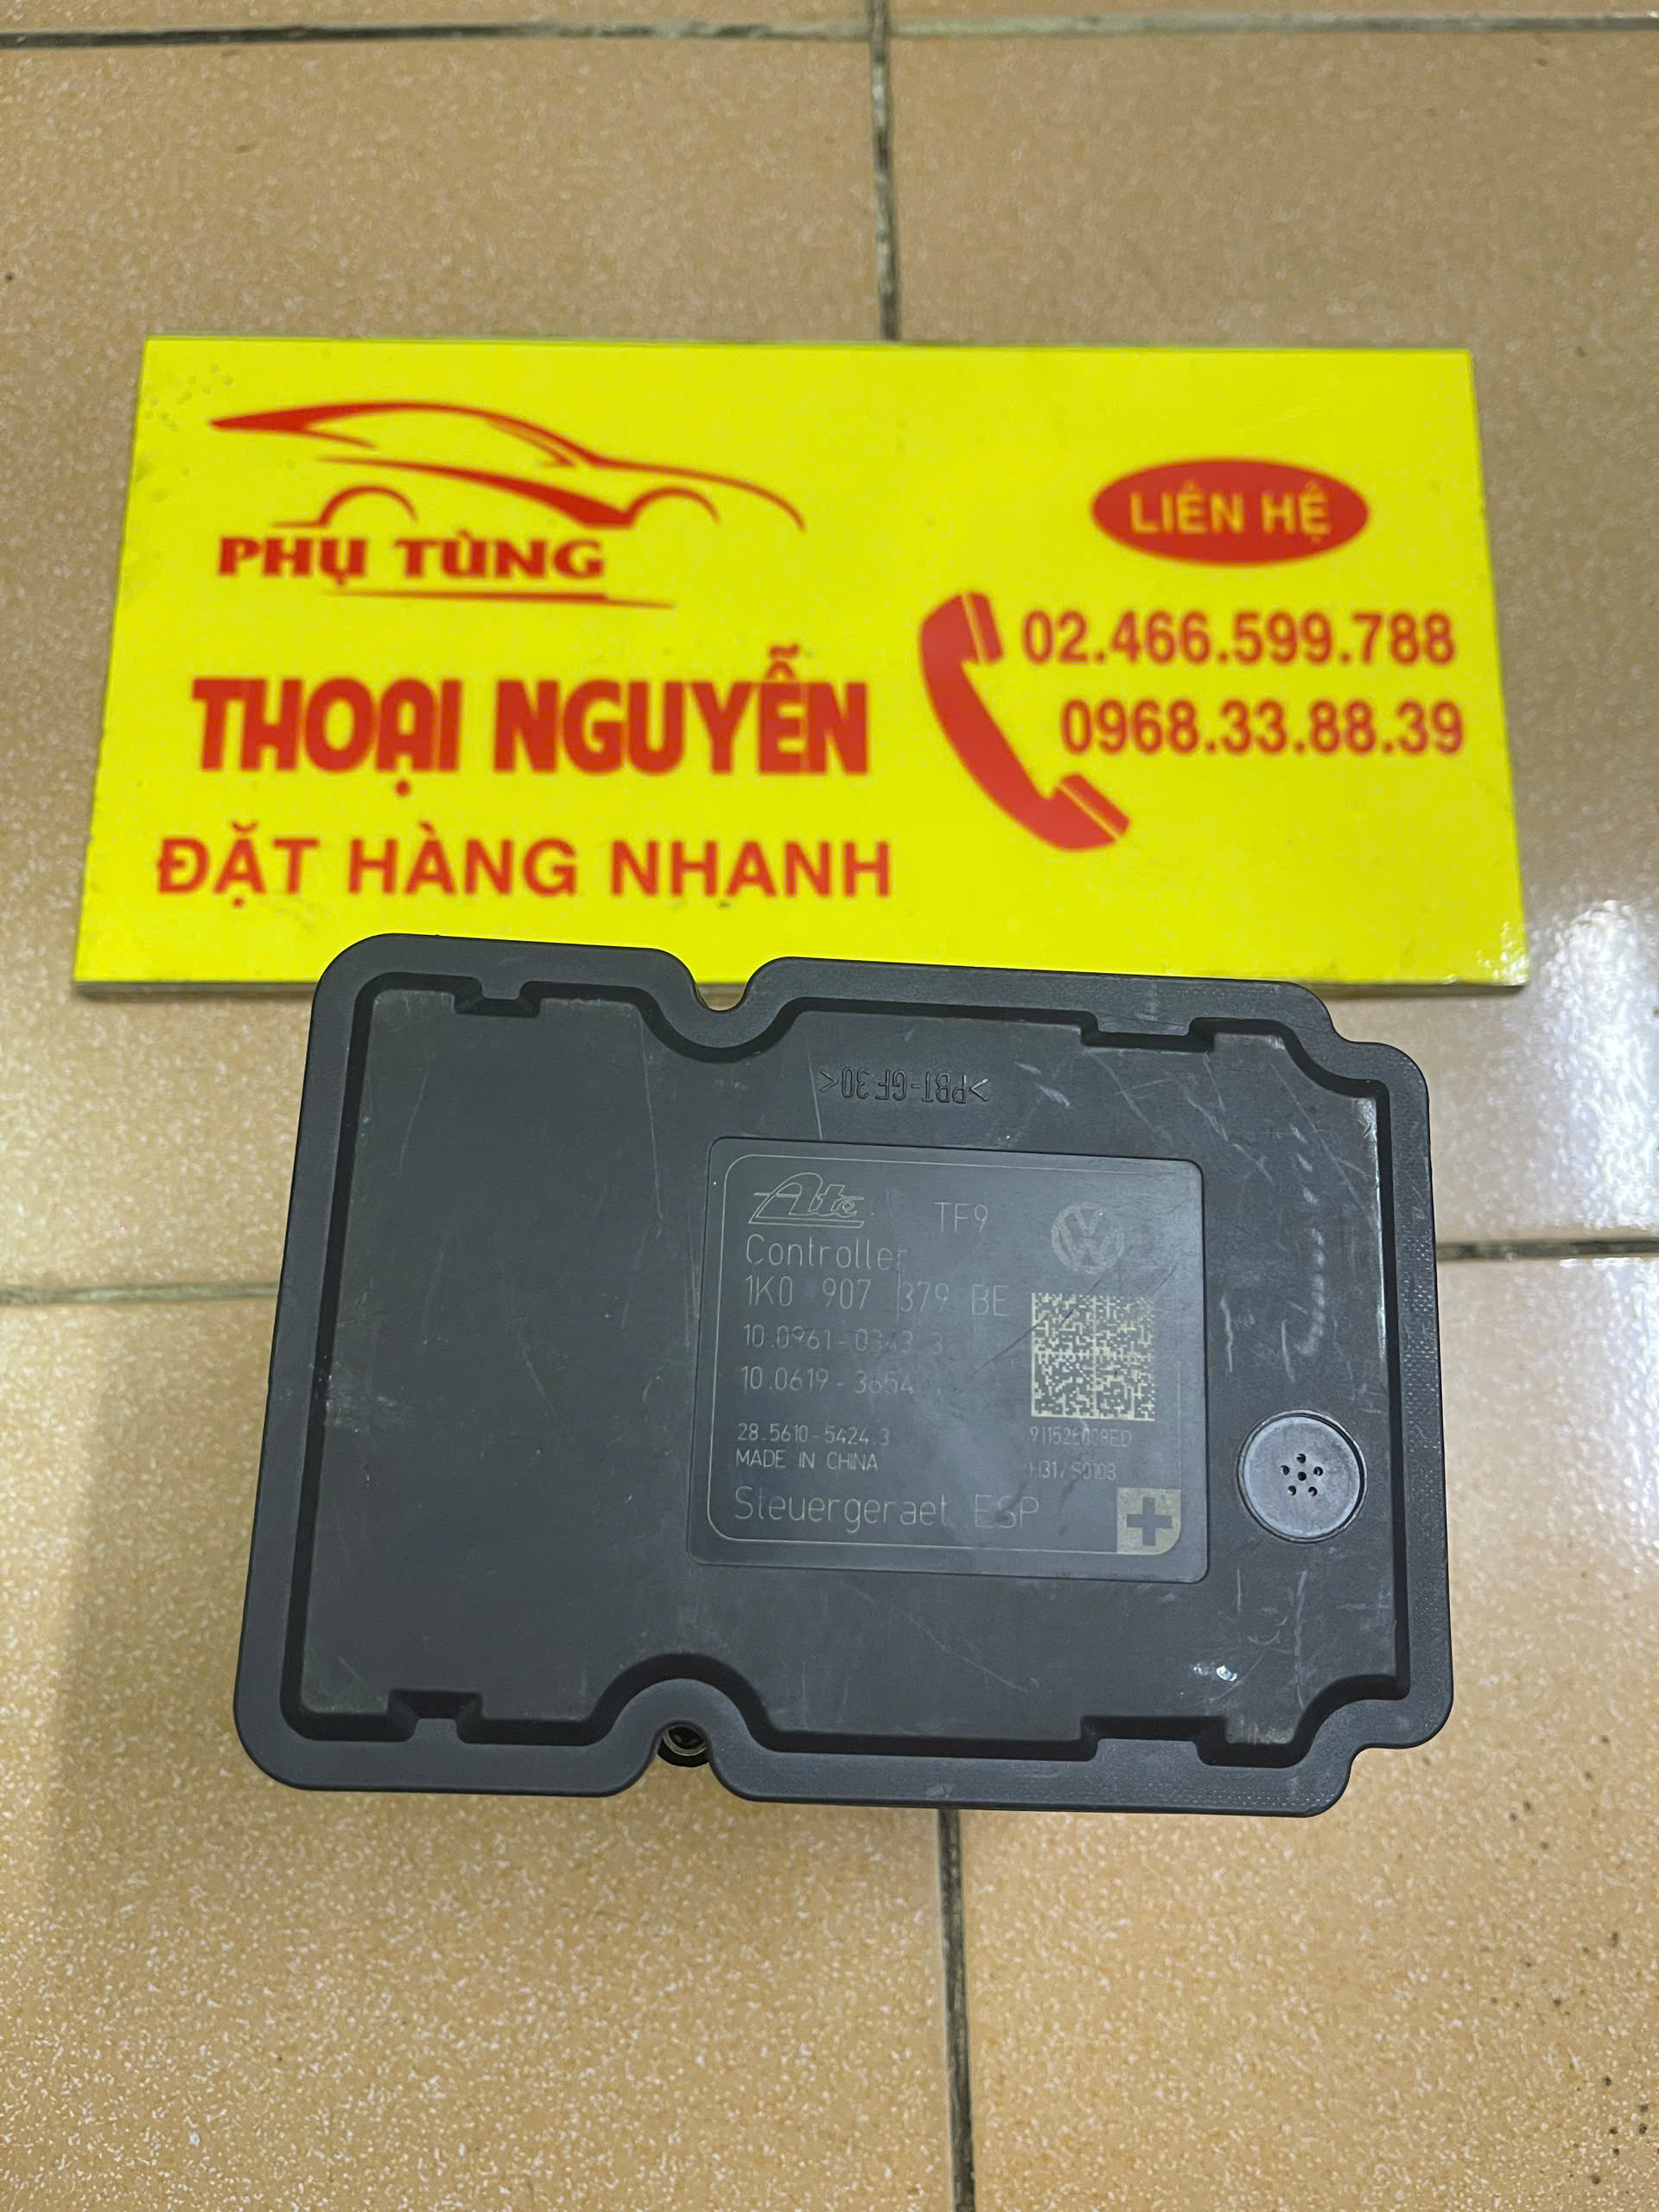 PHỤ TÙNG
THOẠI NGUYỄN
ĐẶT HÀNG NHANH
LIÊN HỆ
02.466.599.788
0968.33.88.39
>PBT-GF30<
Ate TF9
Controller
1K0 907 379 BE
10.0961-0343.3
10.0619-3654
28.5610-5424.3
MADE IN CHINA
Steuergeraet ESP